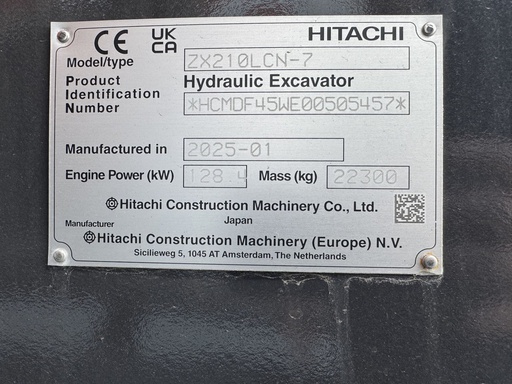 CE UKCA HITACHI
Model/type ZX210LCN-7
Product Hydraulic Excavator
Identification
Number *HCMDF45WE00505457*
Manufactured in 2025-01
Engine Power (kW) 128.4 Mass (kg) 22300
Hitachi Construction Machinery Co., Ltd.
Japan
Manufacturer
Hitachi Construction Machinery (Europe) N.V.
Sicilieweg 5, 1045 AT Amsterdam, The Netherlands